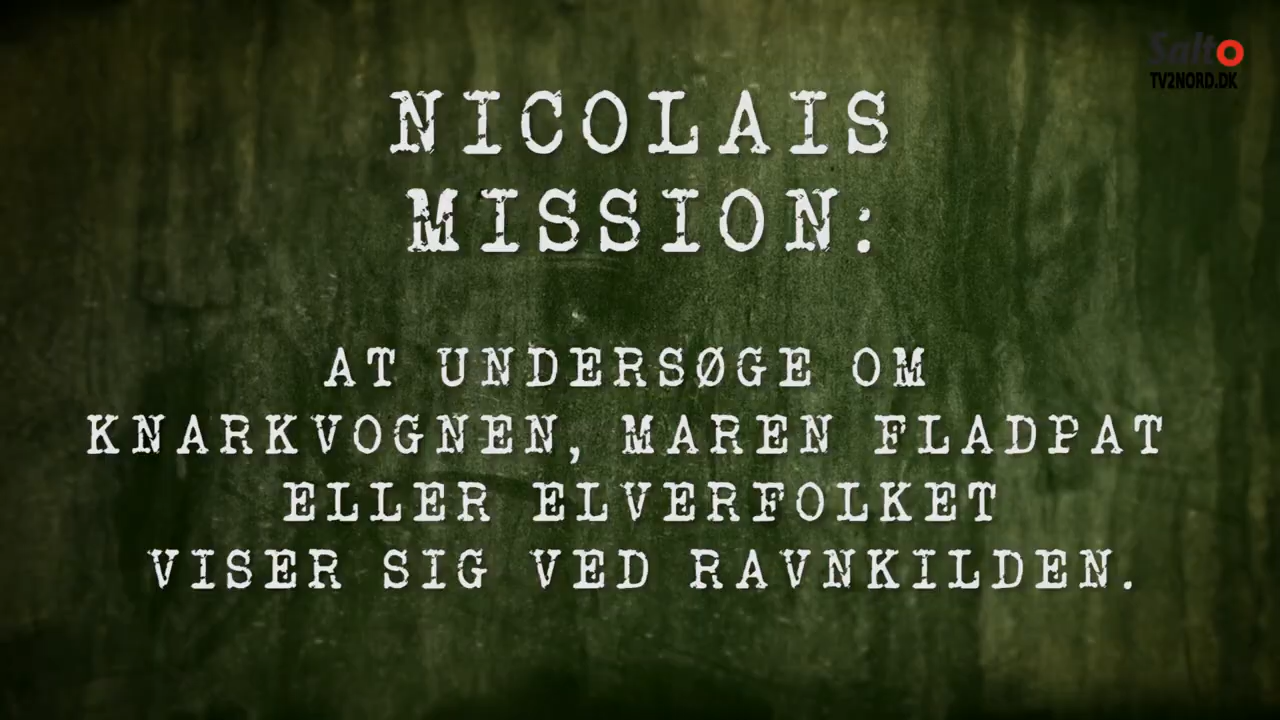 Salto
TV2NORD.DK
NICOLAIS
MISSION:
AT UNDERSØGE OM
KNARKVOGNEN, MAREN FLADPAT
ELLER ELVERFOLKET
VISER SIG VED RAVNKILDEN.